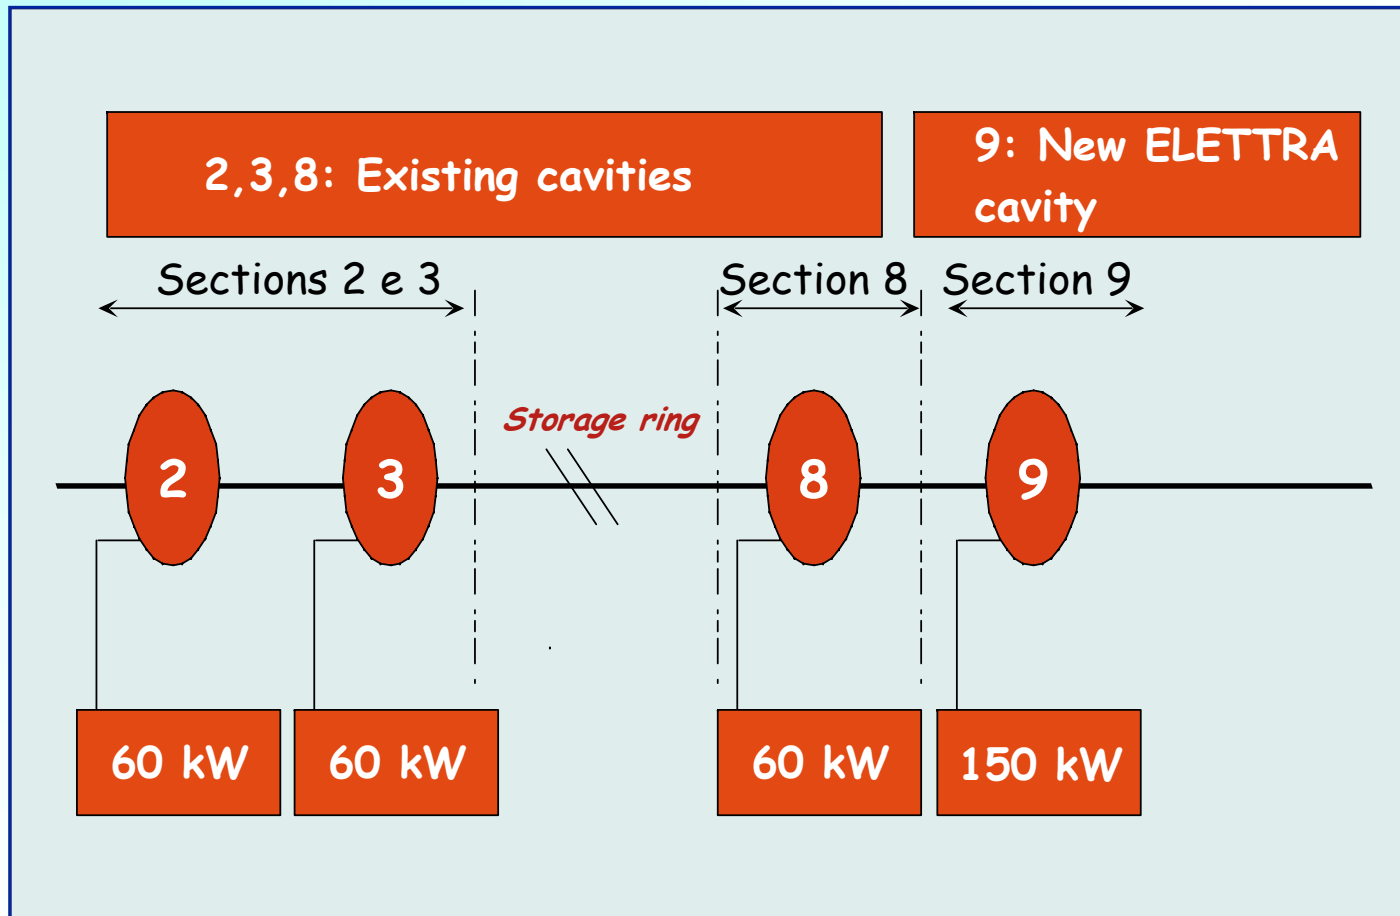 2,3,8: Existing cavities
9: New ELETTRA
cavity
Sections 2 e 3
Section 8
Section 9
Storage ring
2
3
8
9
60 kW
60 kW
60 kW
150 kW